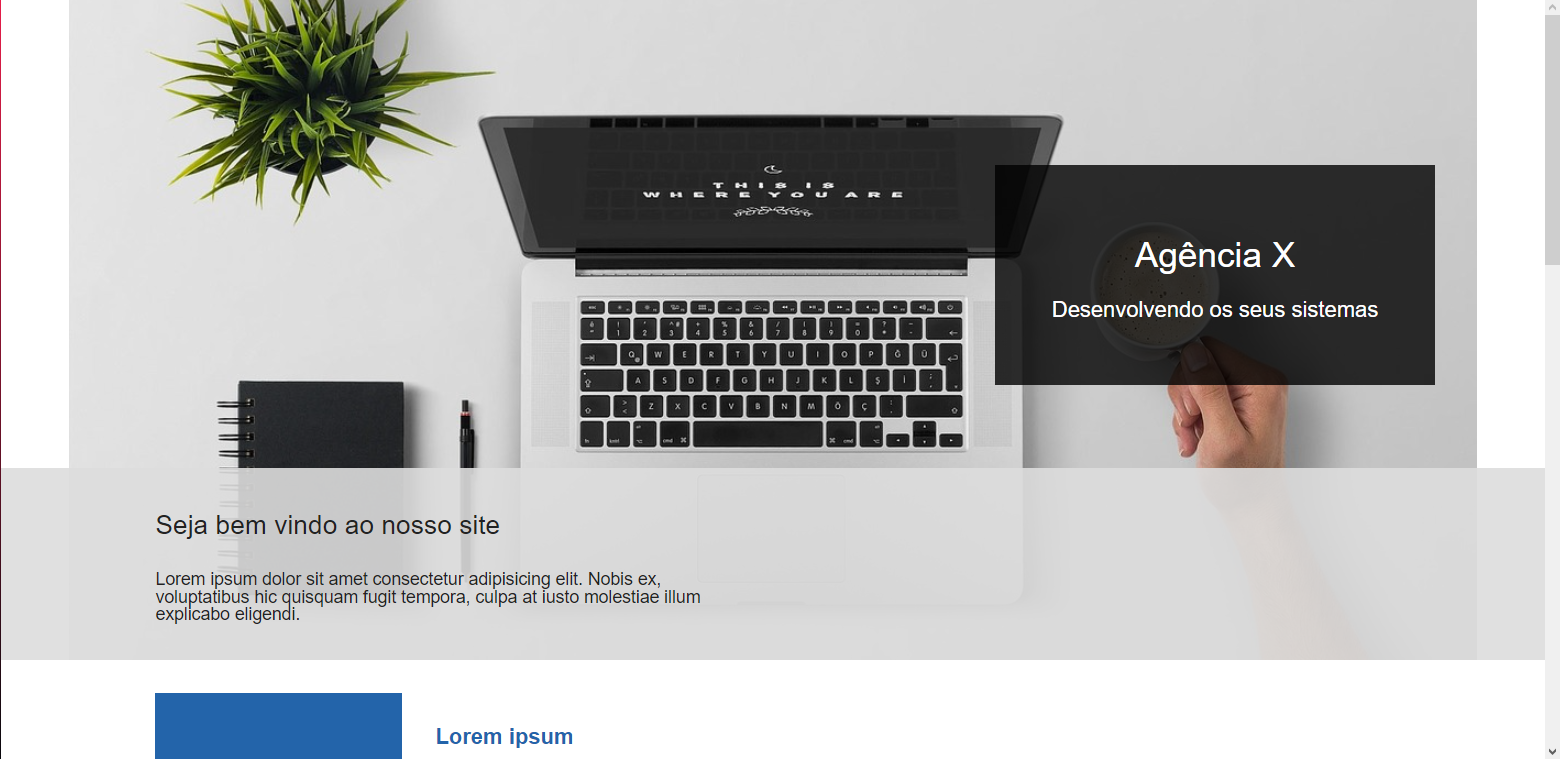 THIS IS
WHERE YOU ARE
Agência X
Desenvolvendo os seus sistemas
Seja bem vindo ao nosso site
Lorem ipsum dolor sit amet consectetur adipisicing elit. Nobis ex,
voluptatibus hic quisquam fugit tempora, culpa at iusto molestiae illum
explicabo eligendi.
Lorem ipsum